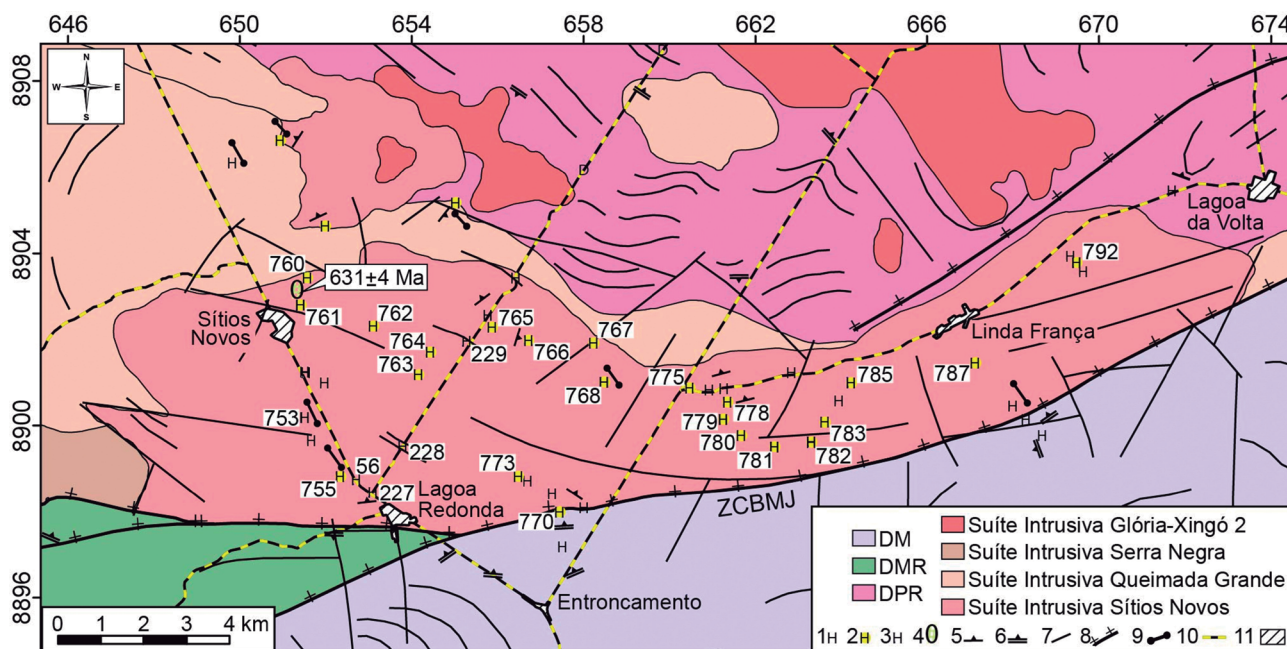 646 650 654 658 662 666 670 674
8908
8904
8900
8896
N
W E
S
Lagoa
da Volta
792
760
631±4 Ma
761
762
765
767
Sítios
Novos
764
229
766
763
Linda França
768
775
785
787
753
779
778
780
783
781
782
228
56
773
755
227
Lagoa
Redonda
770
ZCBMJ
Entroncamento
0 1 2 3 4 km
DM
DMR
DPR
Suíte Intrusiva Glória-Xingó 2
Suíte Intrusiva Serra Negra
Suíte Intrusiva Queimada Grande
Suíte Intrusiva Sítios Novos
1 H 2 H 3 H 4 5 6 7 8 9 10 11